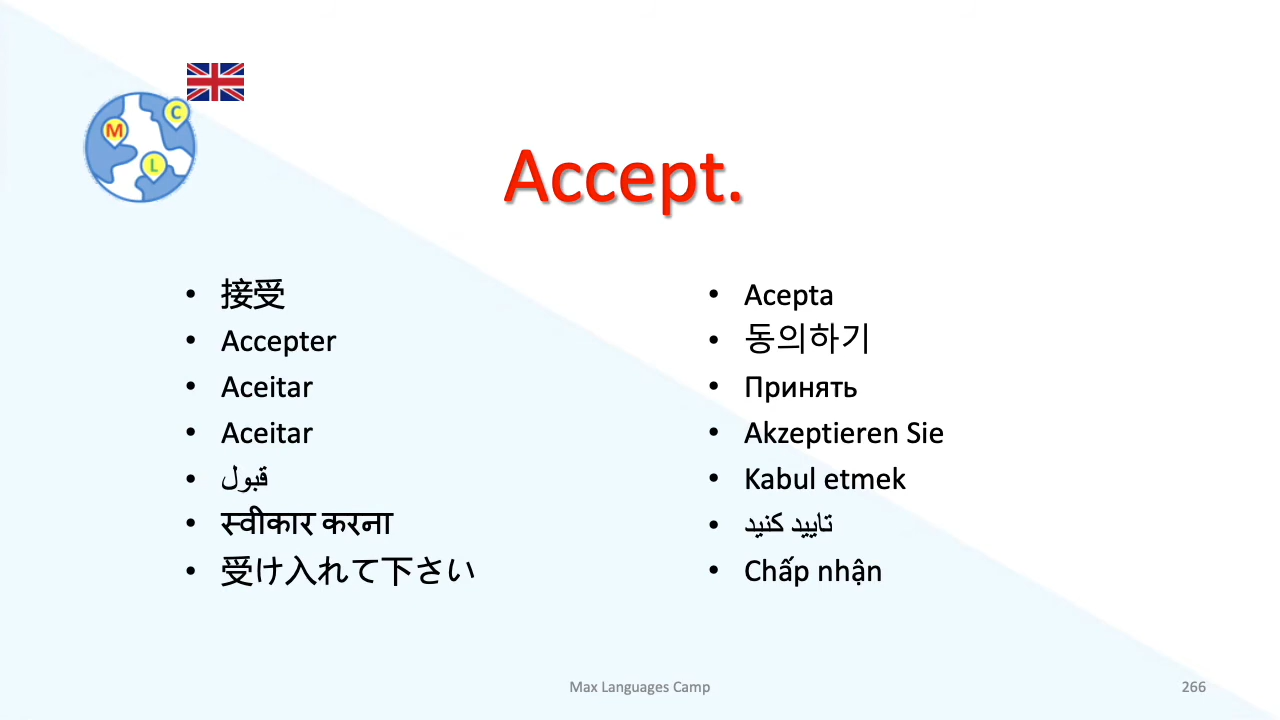 C
M
L
Accept.
• 接受
• Accepter
• Aceitar
• Aceitar
• قبول
• स्वीकार करना
• 受け入れて下さい
• Acepta
• 동의하기
• Принять
• Akzeptieren Sie
• Kabul etmek
• تایید کنید
• Chấp nhận
Max Languages Camp
266